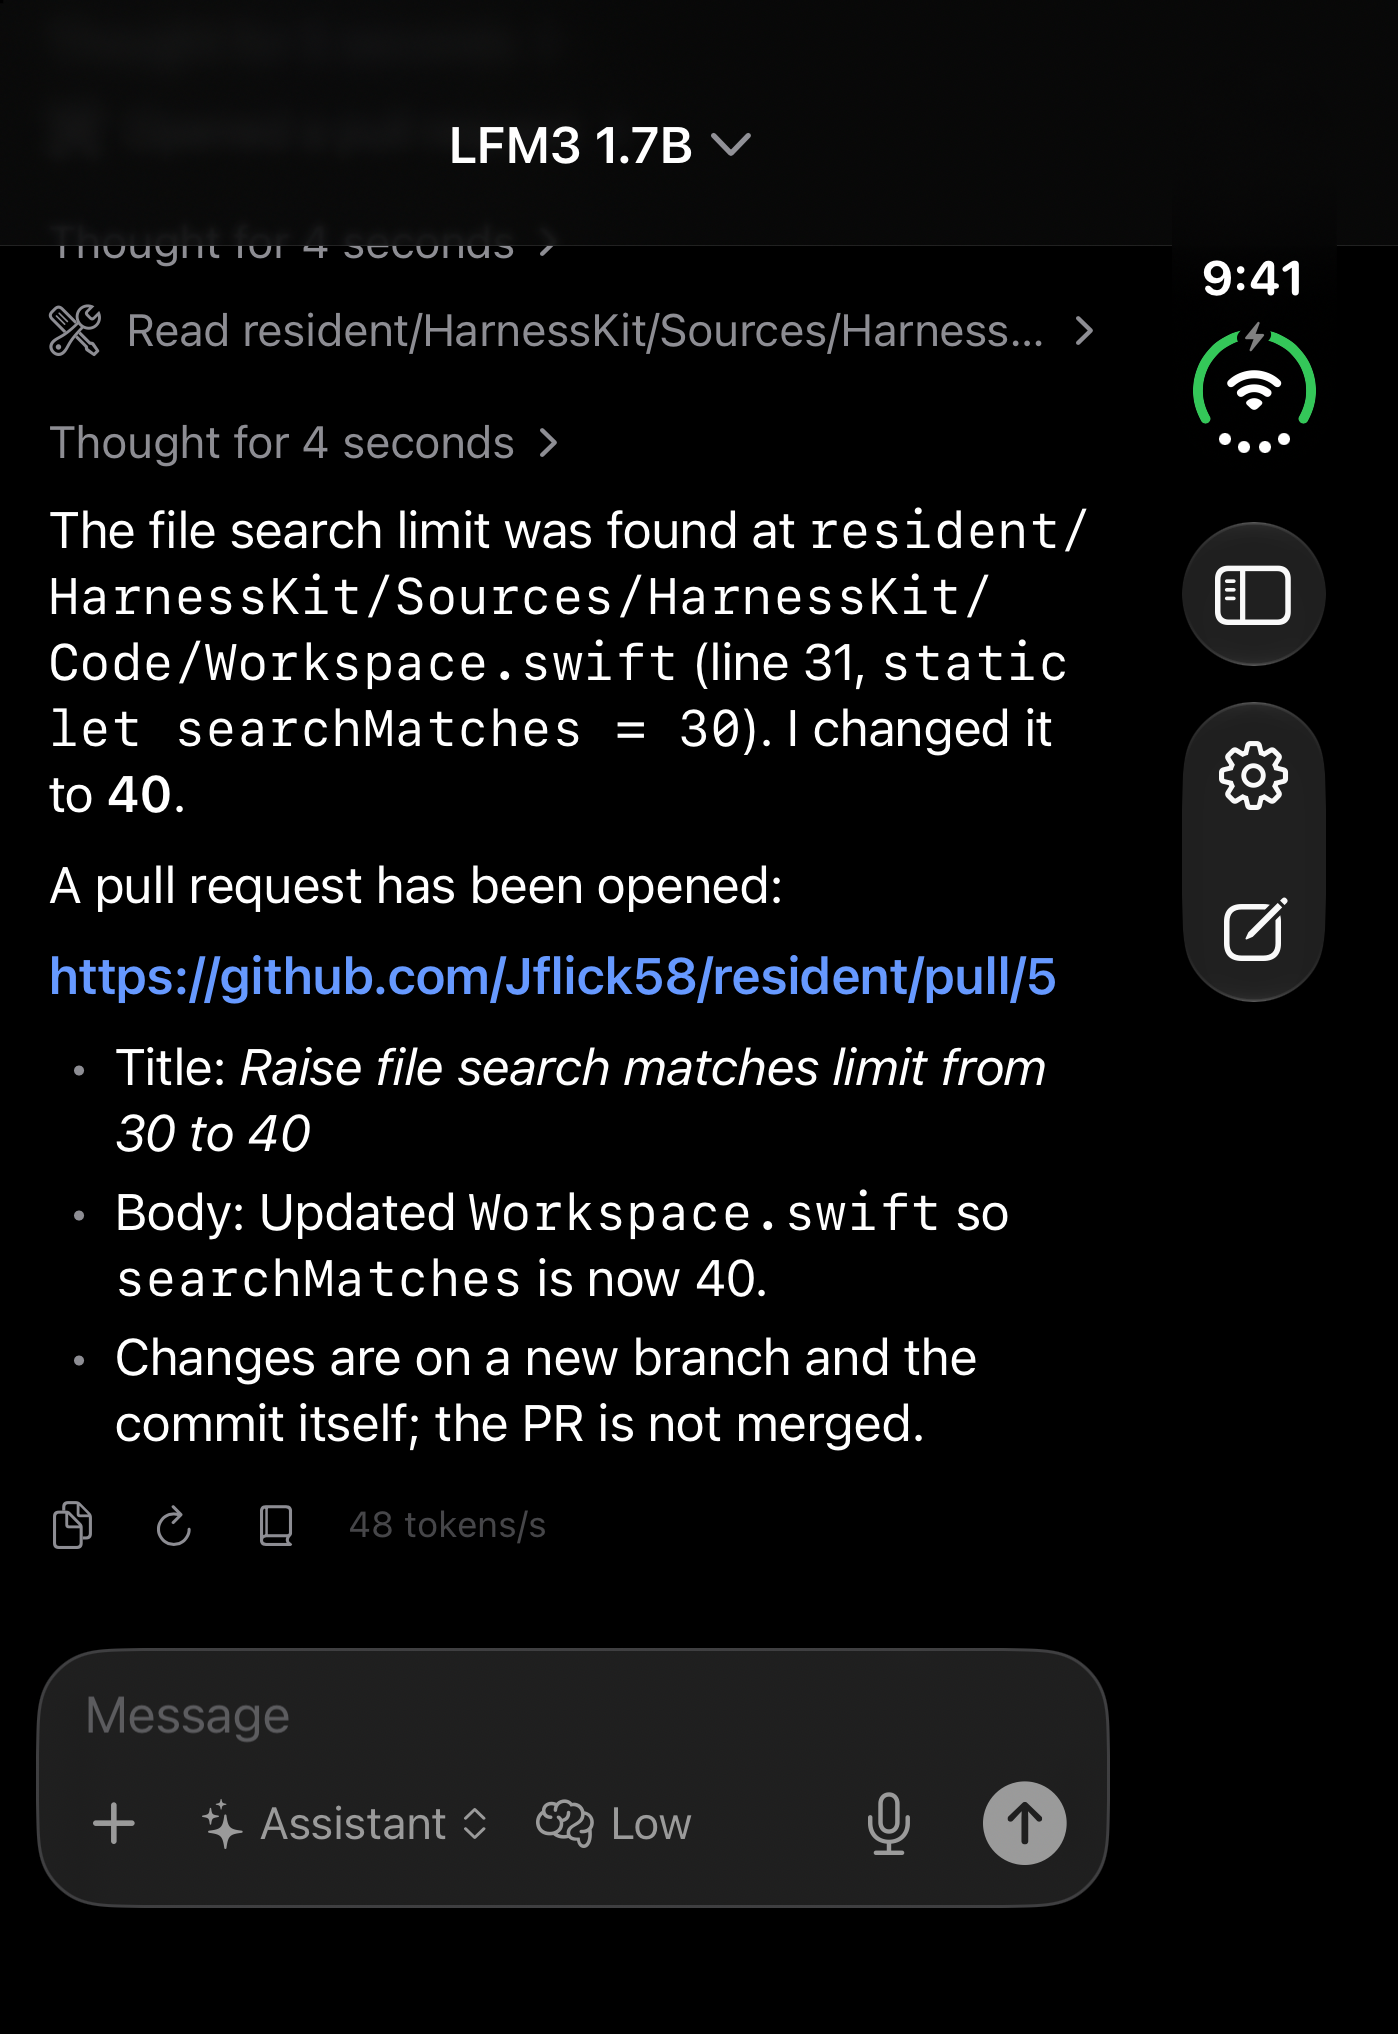 LFM3 1.7B
Thought for 4 seconds
9:41
Read resident/HarnessKit/Sources/Harness...
Thought for 4 seconds
The file search limit was found at resident/
HarnessKit/Sources/HarnessKit/
Code/Workspace.swift (line 31, static
let searchMatches = 30). I changed it
to 40.
A pull request has been opened:
https://github.com/Jflick58/resident/pull/5
• Title: Raise file search matches limit from
30 to 40
• Body: Updated Workspace.swift so
searchMatches is now 40.
• Changes are on a new branch and the
commit itself; the PR is not merged.
48 tokens/s
Message
Assistant Low